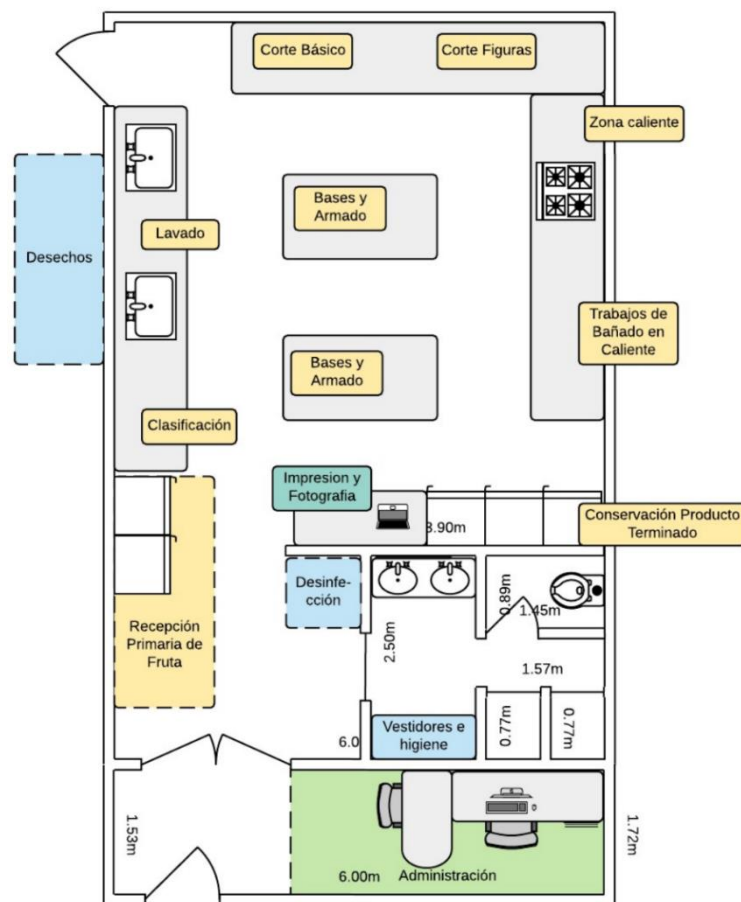 Corte Básico
Corte Figuras
Zona caliente
Bases y
Armado
Lavado
Desechos
Trabajos de
Bañado en
Caliente
Bases y
Armado
Clasificación
Impresion y
Fotografia
3.90m
Conservación Producto
Terminado
Desinfe-
cción
0.89m
1.45m
Recepción
Primaria de
Fruta
2.50m
1.57m
Vestidores e
higiene
6.0
0.77m
0.77m
1.53m
1.72m
6.00m
Administración